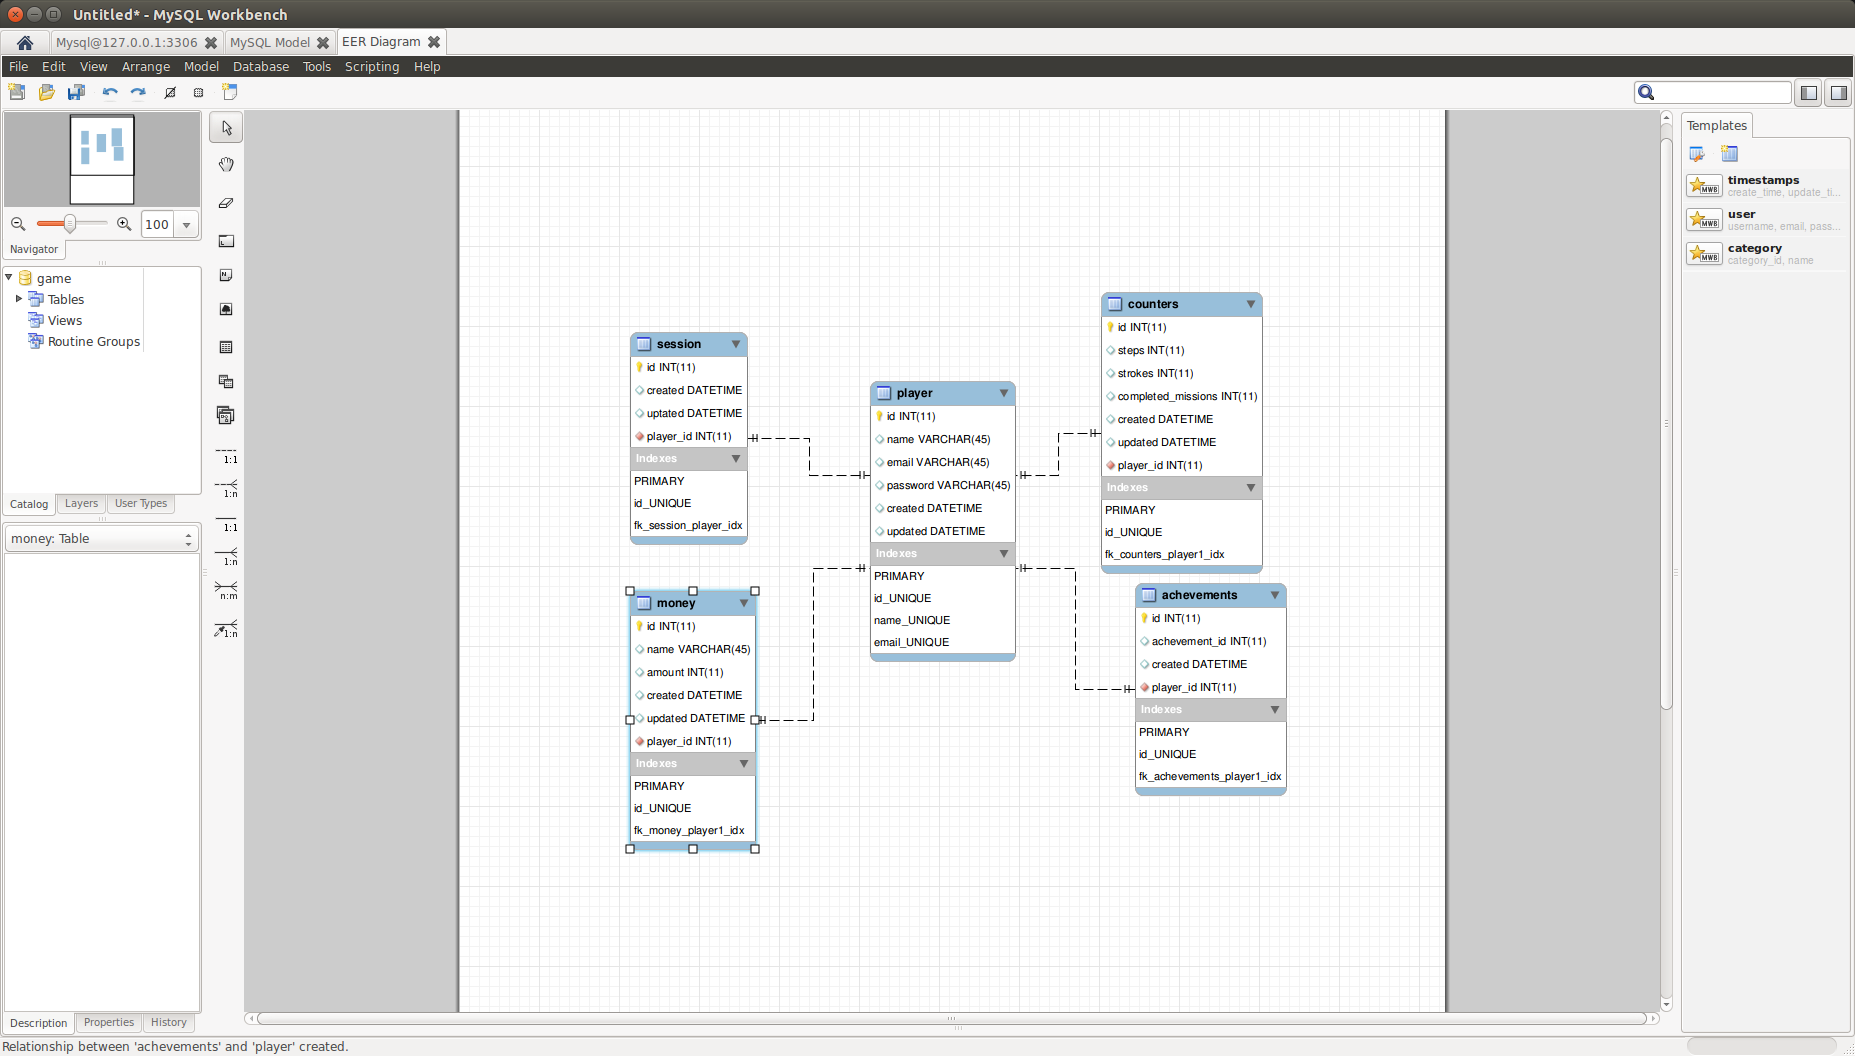 Untitled* - MySQL Workbench
Mysql@127.0.0.1:3306
MySQL Model
EER Diagram
File Edit View Arrange Model Database Tools Scripting Help
100
Navigator
game
Tables
Views
Routine Groups
Catalog
Layers
User Types
money: Table
Description
Properties
History
1:1
1:n
1:1
1:n
n:m
1:n
session
id INT(11)
created DATETIME
uptated DATETIME
player_id INT(11)
Indexes
PRIMARY
id_UNIQUE
fk_session_player_idx
money
id INT(11)
name VARCHAR(45)
amount INT(11)
created DATETIME
updated DATETIME
player_id INT(11)
Indexes
PRIMARY
id_UNIQUE
fk_money_player1_idx
player
id INT(11)
name VARCHAR(45)
email VARCHAR(45)
password VARCHAR(45)
created DATETIME
updated DATETIME
Indexes
PRIMARY
id_UNIQUE
name_UNIQUE
email_UNIQUE
counters
id INT(11)
steps INT(11)
strokes INT(11)
completed_missions INT(11)
created DATETIME
updated DATETIME
player_id INT(11)
Indexes
PRIMARY
id_UNIQUE
fk_counters_player1_idx
achevements
id INT(11)
achevement_id INT(11)
created DATETIME
player_id INT(11)
Indexes
PRIMARY
id_UNIQUE
fk_achevements_player1_idx
Templates
MWB
timestamps
create_time, update_ti...
MWB
user
username, email, pass...
MWB
category
category_id, name
Relationship between 'achevements' and 'player' created.